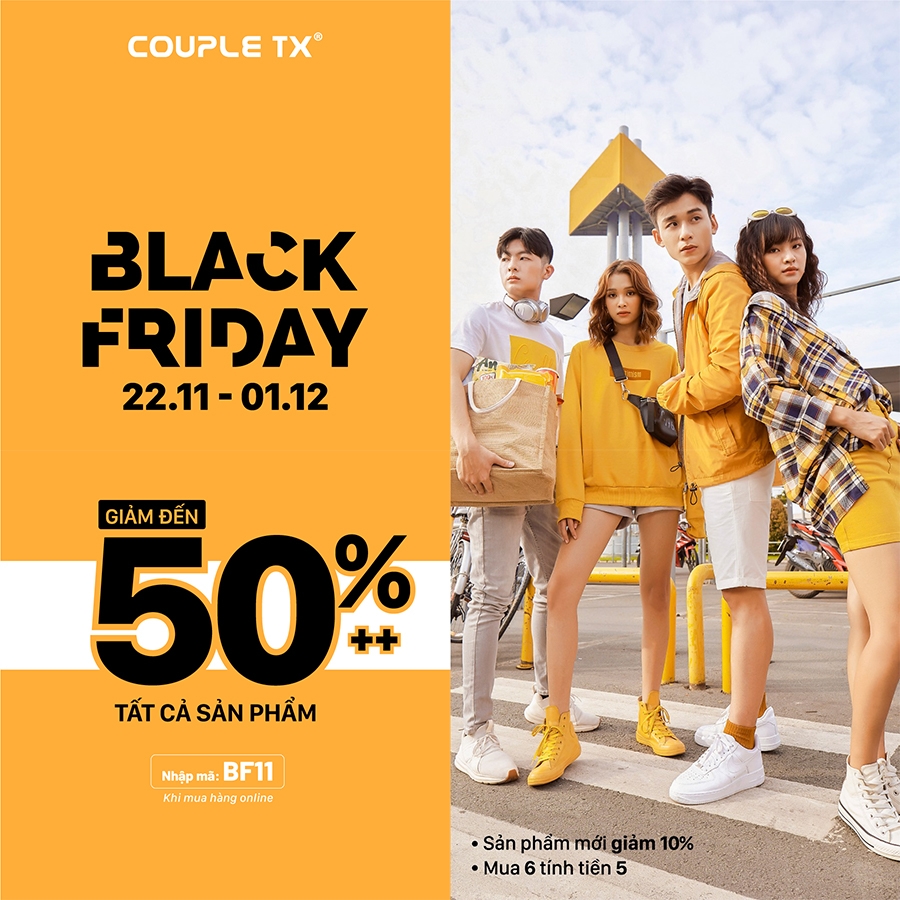 COUPLE TX®
BLACK
FRIDAY
22.11 - 01.12
GIẢM ĐẾN
50%++
TẤT CẢ SẢN PHẨM
Nhập mã: BF11
Khi mua hàng online
• Sản phẩm mới giảm 10%
• Mua 6 tính tiền 5